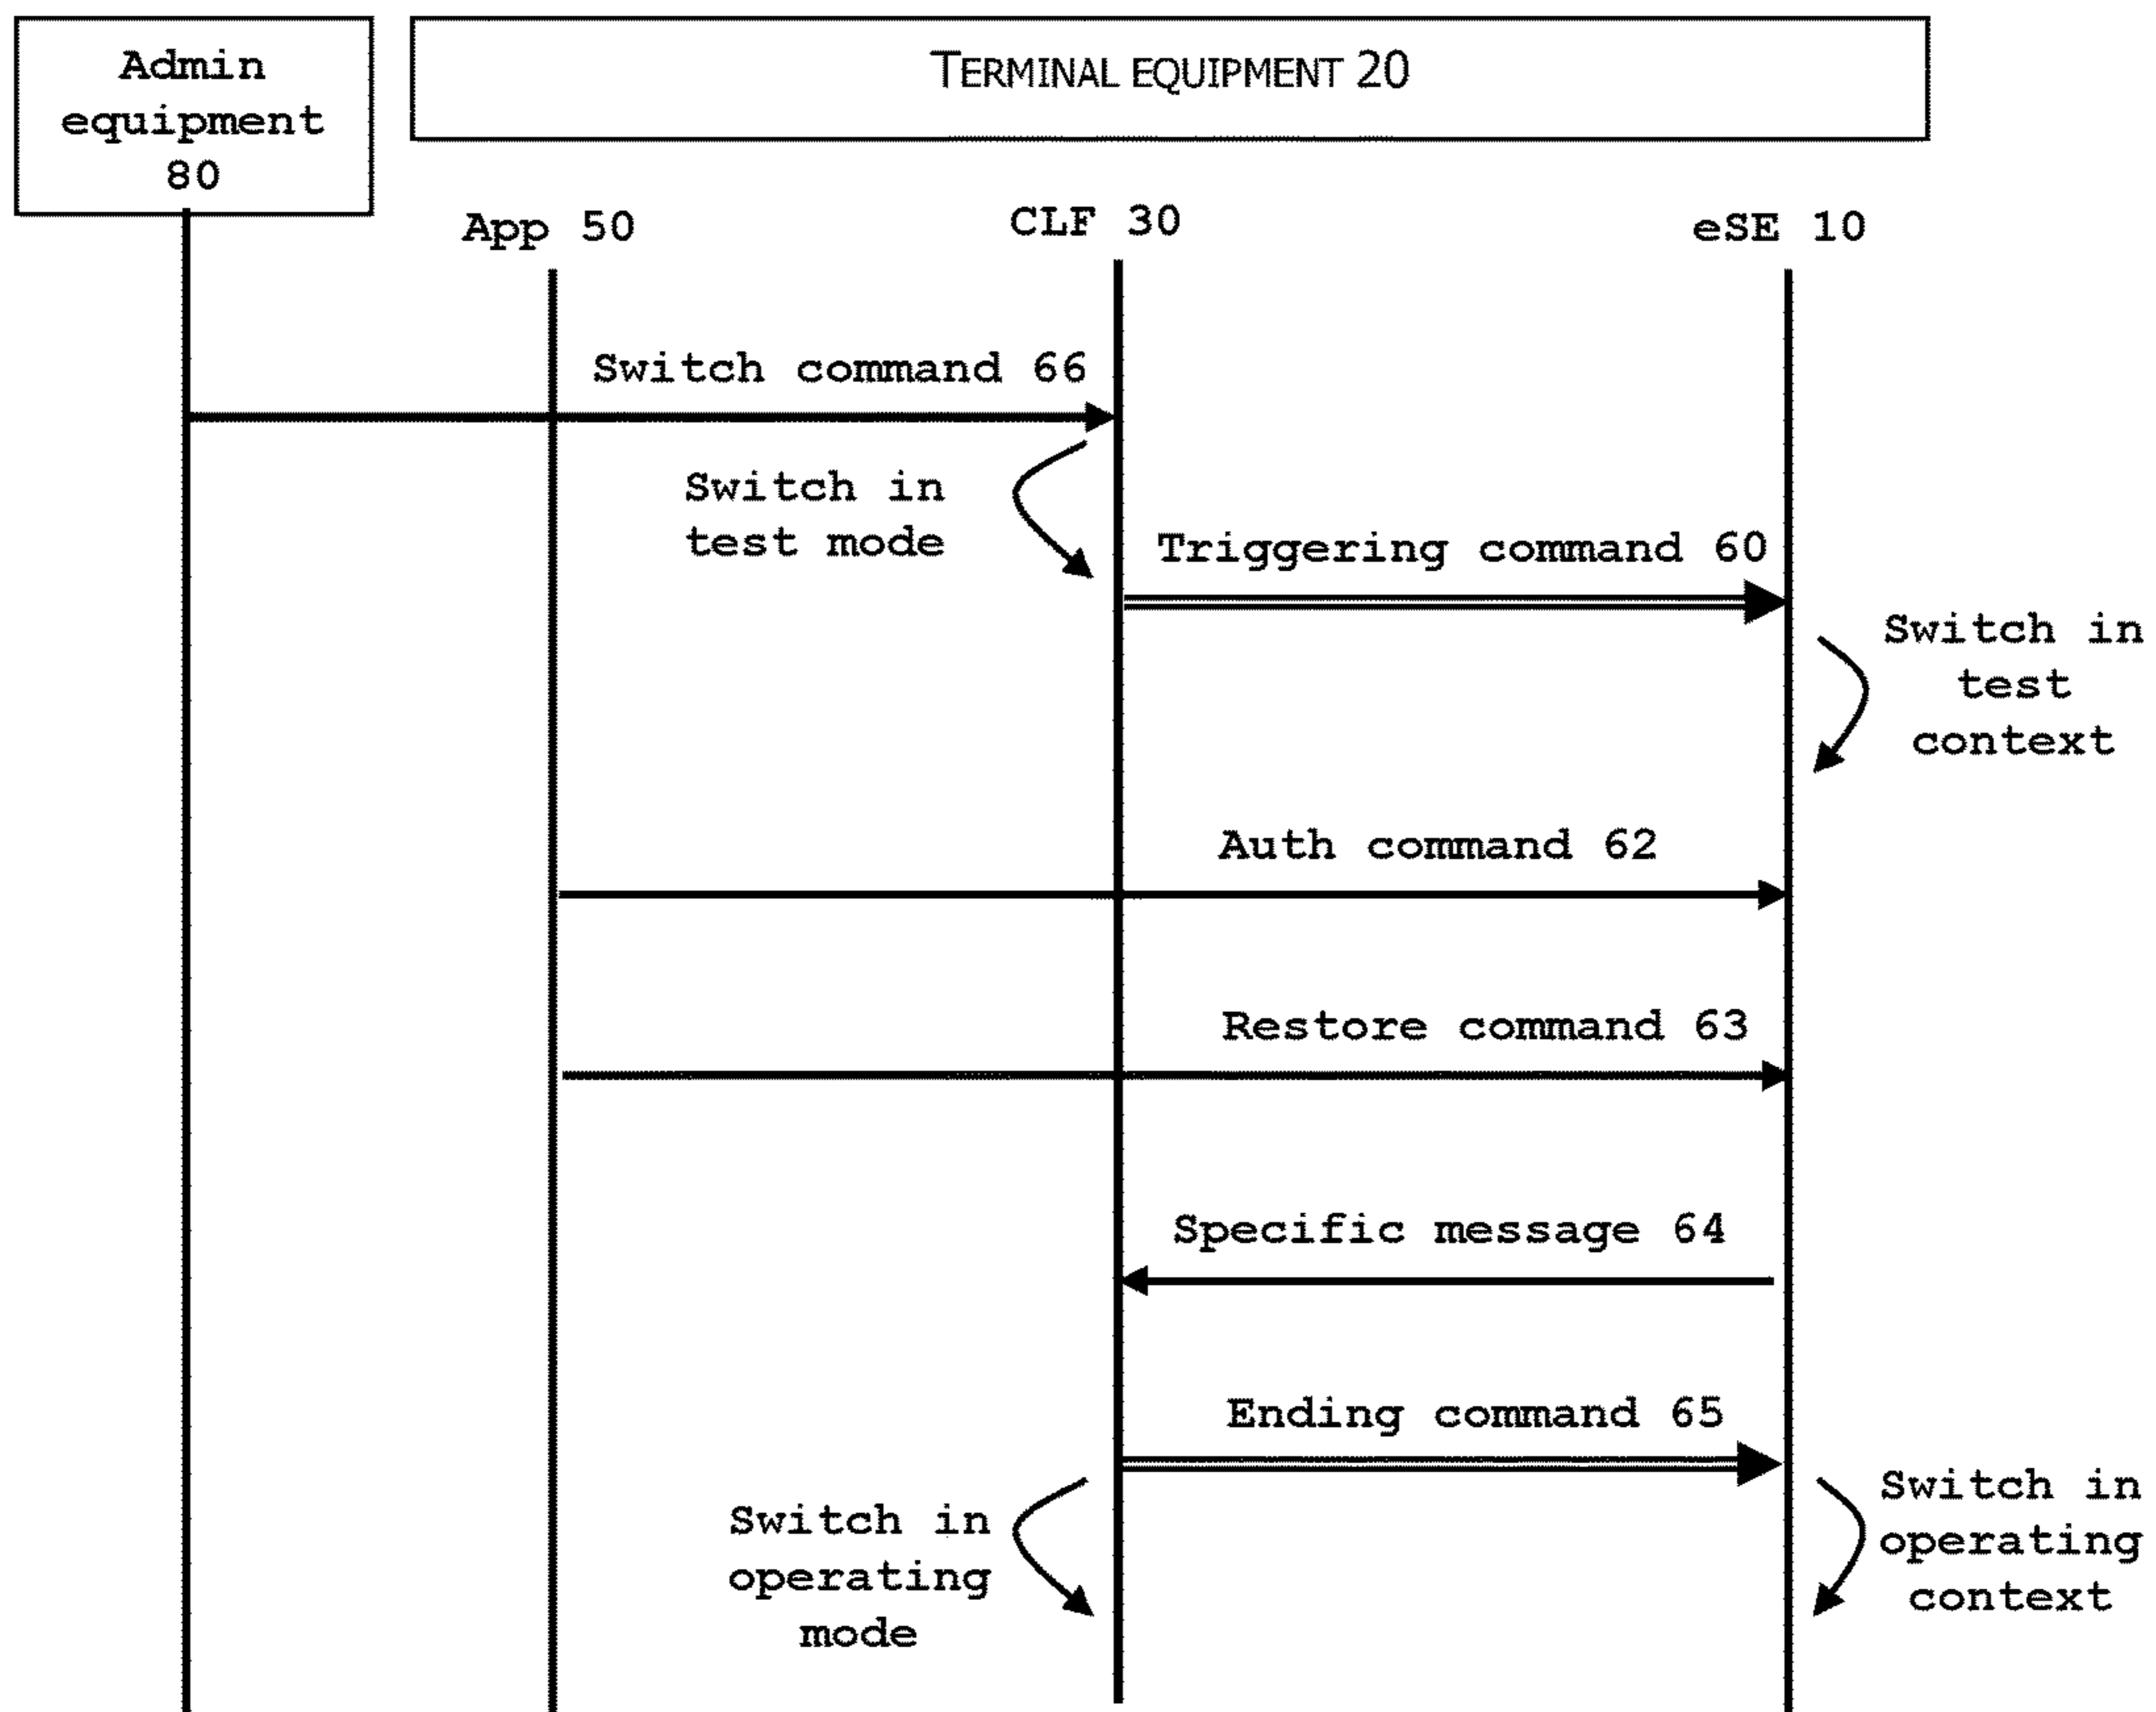 Admin
equipment
80
TERMINAL EQUIPMENT 20
App 50
CLF 30
eSE 10
Switch command 66
Switch in
test mode
Triggering command 60
Switch in
test
context
Auth command 62
Restore command 63
Specific message 64
Ending command 65
Switch in
operating
mode
Switch in
operating
context